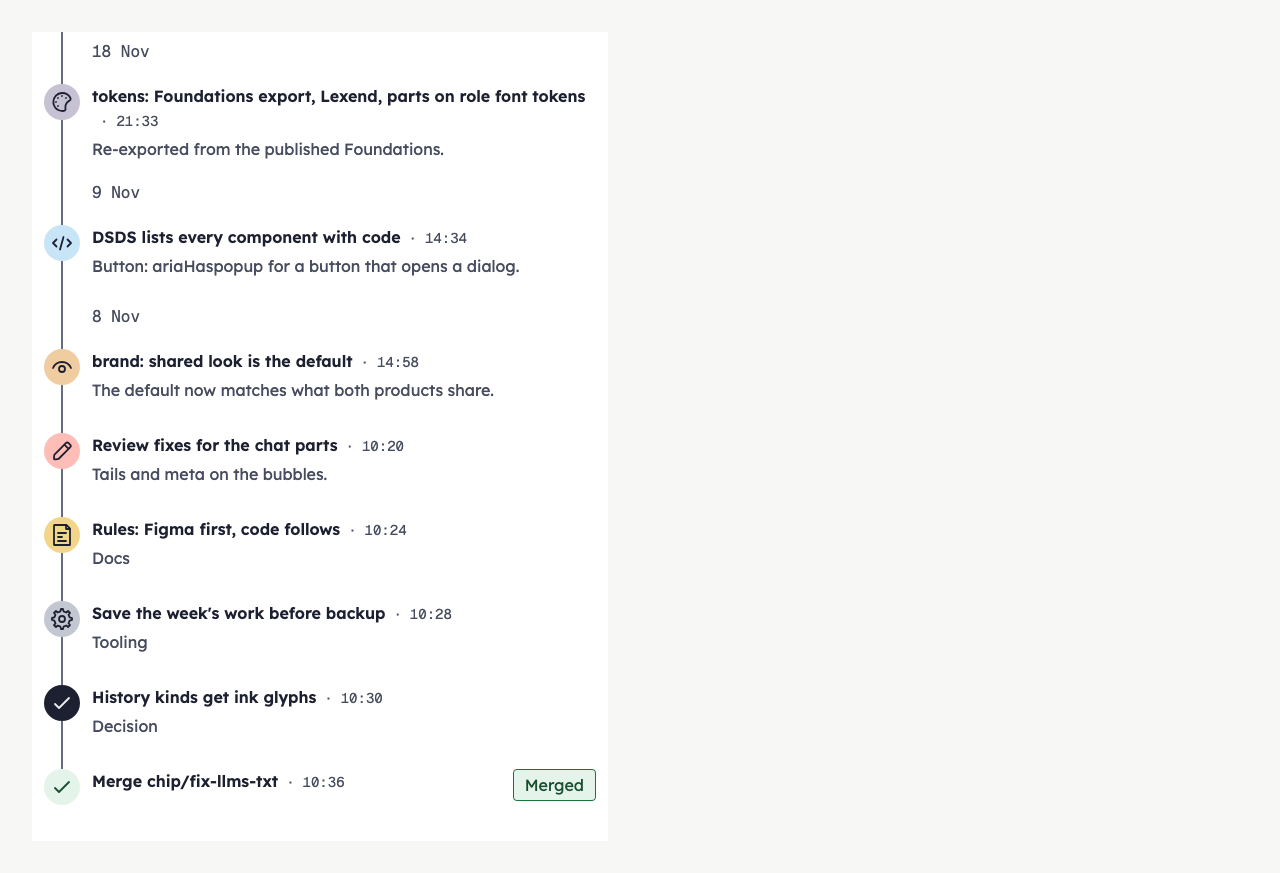 18 Nov
tokens: Foundations export, Lexend, parts on role font tokens
· 21:33
Re-exported from the published Foundations.
9 Nov
DSDS lists every component with code · 14:34
Button: ariaHaspopup for a button that opens a dialog.
8 Nov
brand: shared look is the default · 14:58
The default now matches what both products share.
Review fixes for the chat parts · 10:20
Tails and meta on the bubbles.
Rules: Figma first, code follows · 10:24
Docs
Save the week's work before backup · 10:28
Tooling
History kinds get ink glyphs · 10:30
Decision
Merge chip/fix-llms-txt · 10:36 Merged